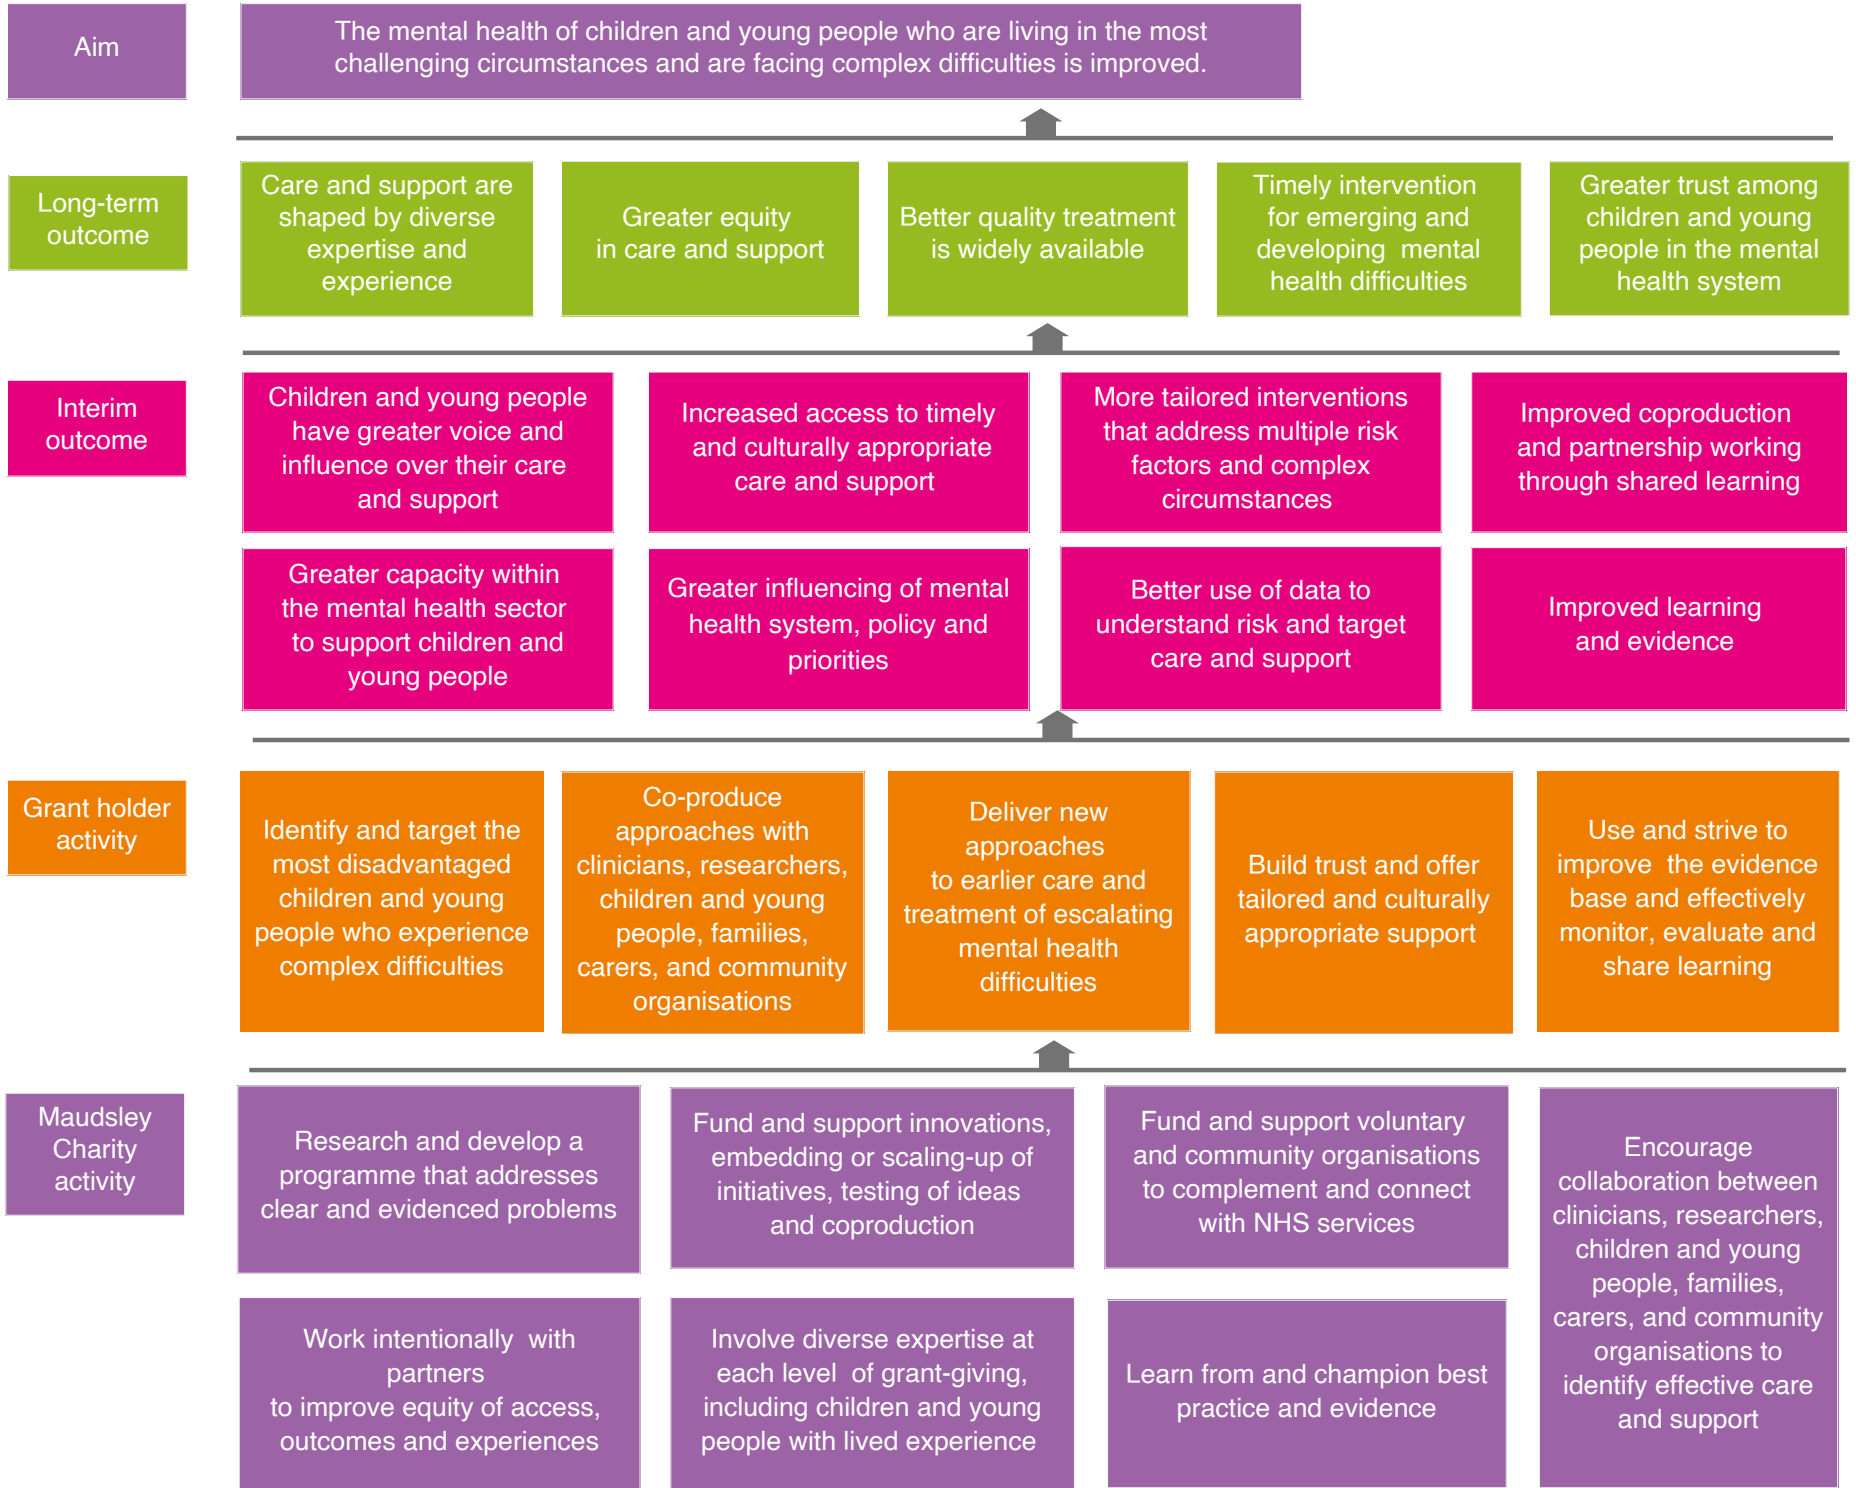 Aim
The mental health of children and young people who are living in the most
challenging circumstances and are facing complex difficulties is improved.
Long-term
outcome
Care and support are
shaped by diverse
expertise and
experience
Greater equity
in care and support
Better quality treatment
is widely available
Timely intervention
for emerging and
developing  mental
health difficulties
Greater trust among
children and young
people in the mental
health system
Interim
outcome
Children and young people
have greater voice and
influence over their care
and support
Increased access to timely
and culturally appropriate
care and support
More tailored interventions
that address multiple risk
factors and complex
circumstances
Improved coproduction
and partnership working
through shared learning
Greater capacity within
the mental health sector
to support children and
young people
Greater influencing of mental
health system, policy and
priorities
Better use of data to
understand risk and target
care and support
Improved learning
and evidence
Grant holder
activity
Identify and target the
most disadvantaged
children and young
people who experience
complex difficulties
Co-produce
approaches with
clinicians, researchers,
children and young
people, families,
carers, and community
organisations
Deliver new
approaches
to earlier care and
treatment of escalating
mental health
difficulties
Build trust and offer
tailored and culturally
appropriate support
Use and strive to
improve  the evidence
base and effectively
monitor, evaluate and
share learning
Maudsley
Charity
activity
Research and develop a
programme that addresses
clear and evidenced problems
Fund and support innovations,
embedding or scaling-up of
initiatives, testing of ideas
and coproduction
Fund and support voluntary
and community organisations
to complement and connect
with NHS services
Encourage
collaboration between
clinicians, researchers,
children and young
people, families,
carers, and community
organisations to
identify effective care
and support
Work intentionally  with
partners
to improve equity of access,
outcomes and experiences
Involve diverse expertise at
each level  of grant-giving,
including children and young
people with lived experience
Learn from and champion best
practice and evidence